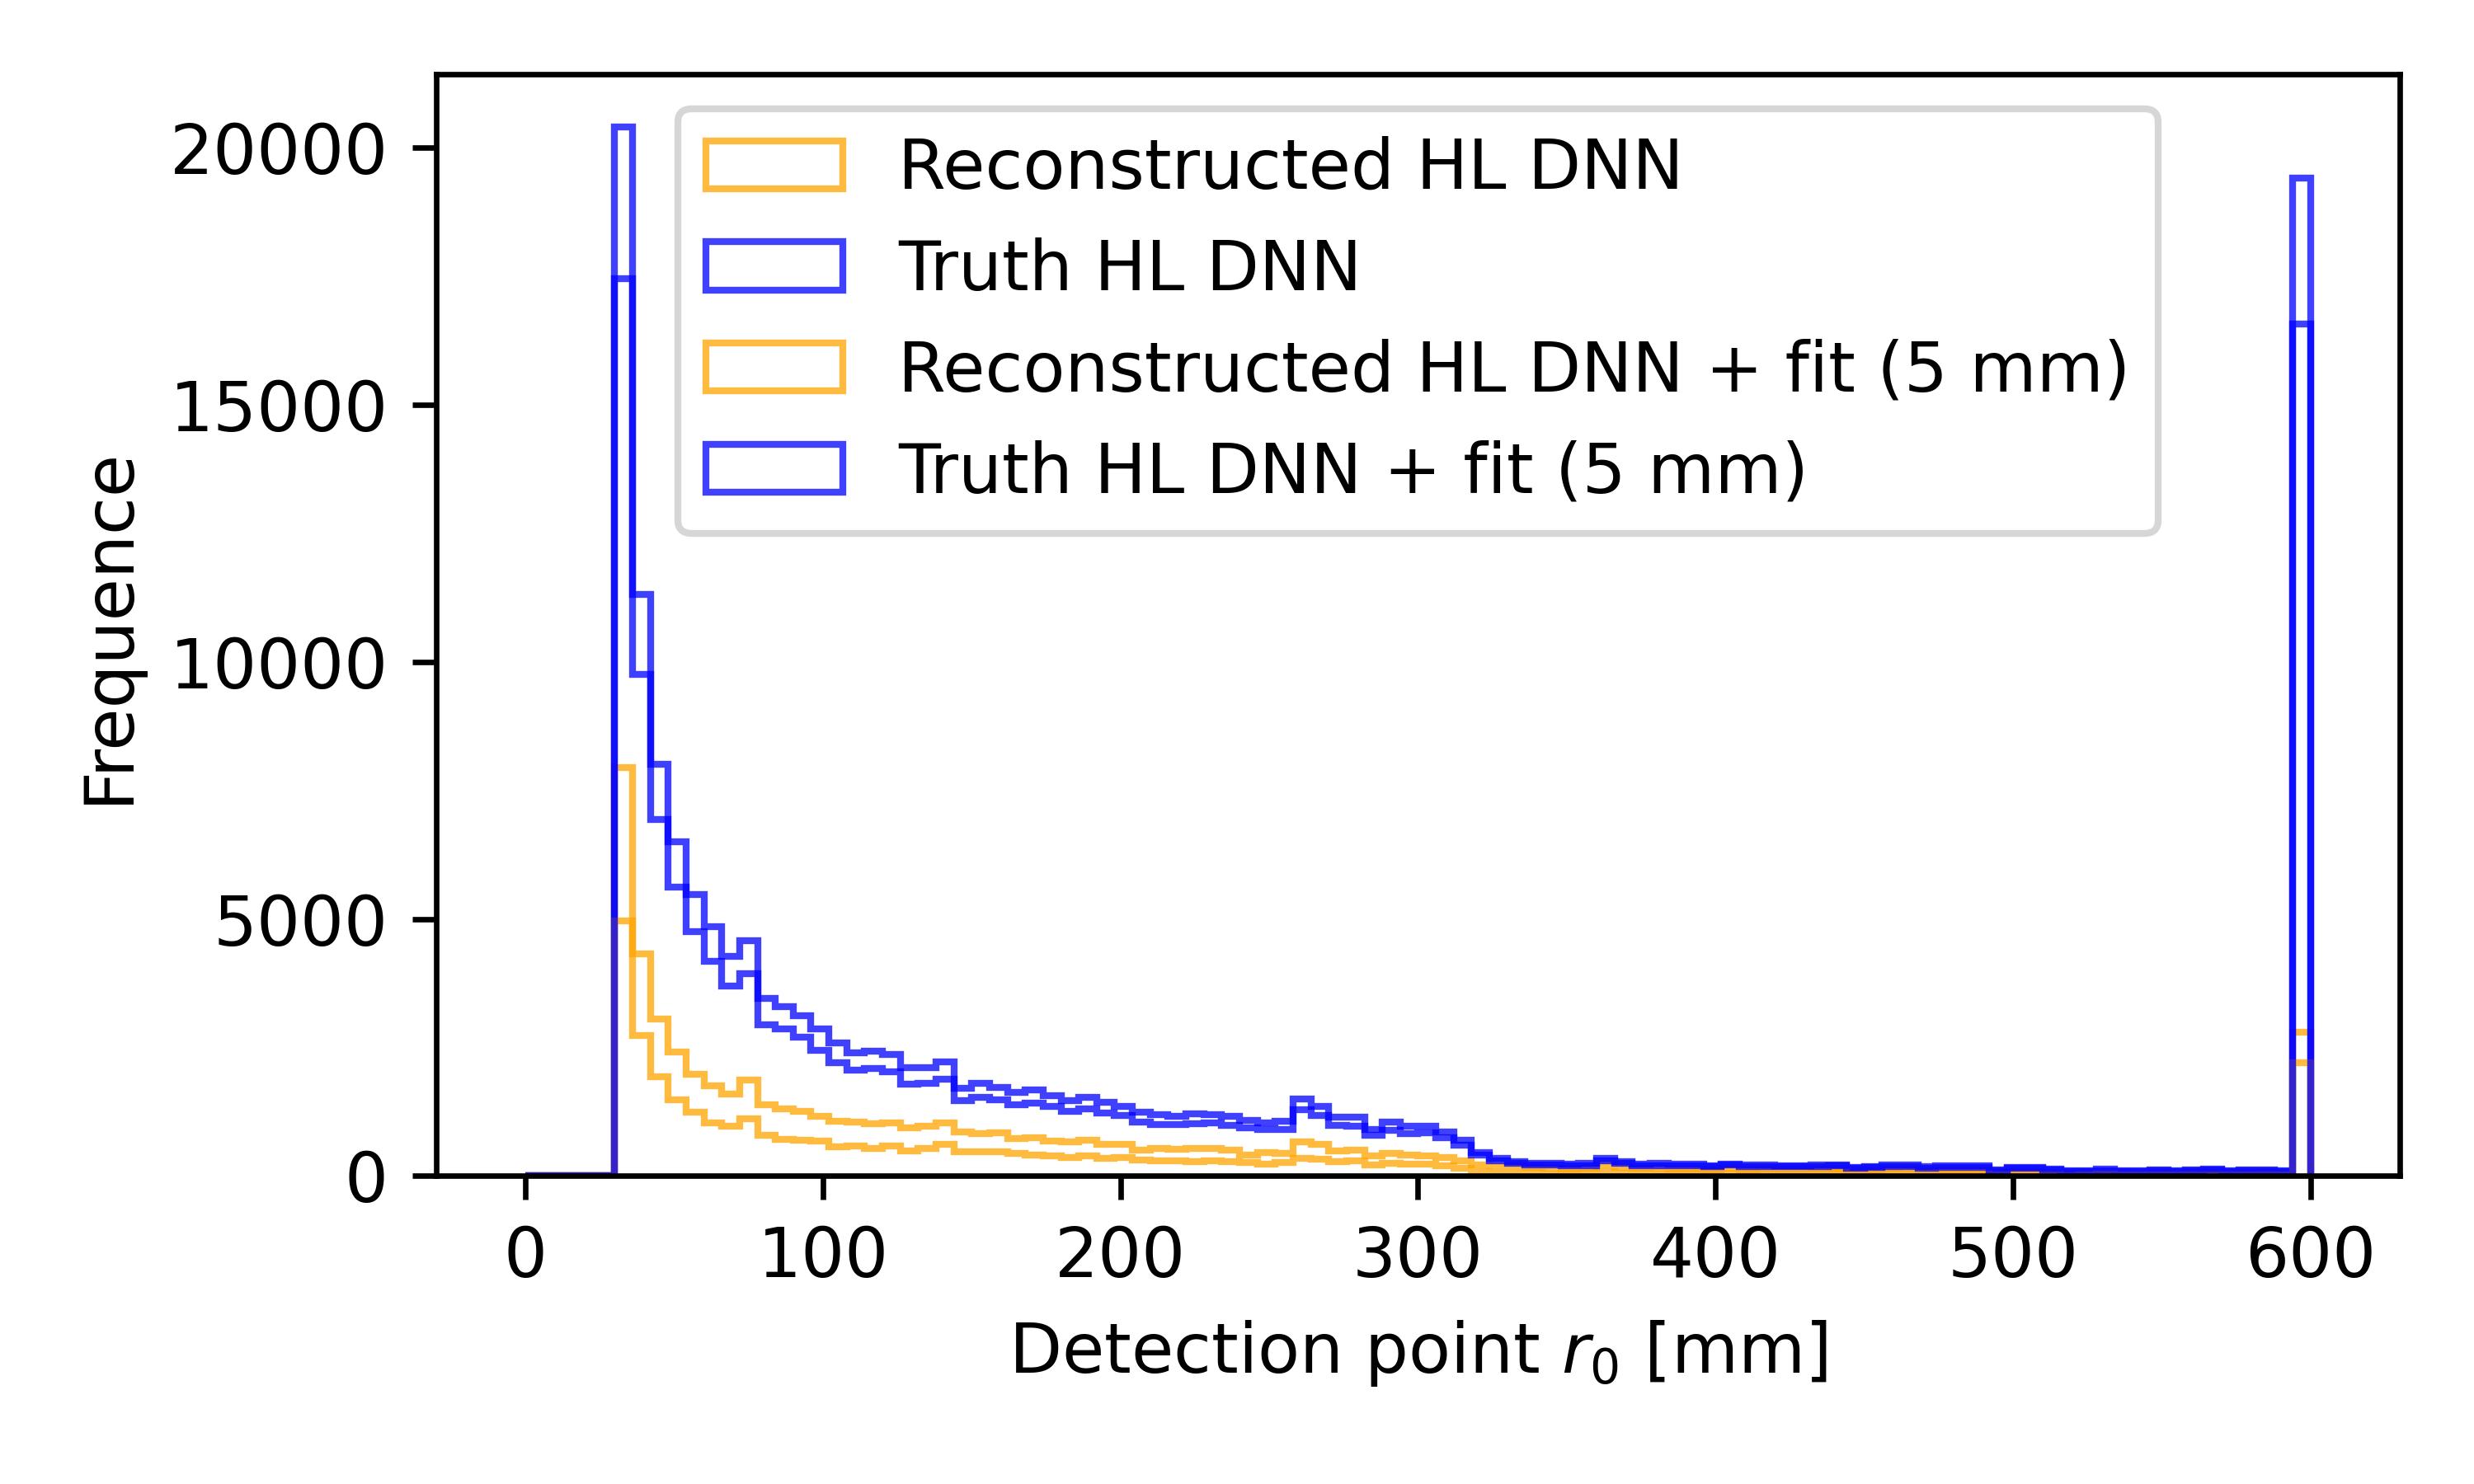 Reconstructed HL DNN
Truth HL DNN
Reconstructed HL DNN + fit (5 mm)
Truth HL DNN + fit (5 mm)
Frequence
20000
15000
10000
5000
0
0 100 200 300 400 500 600
Detection point r₀ [mm]